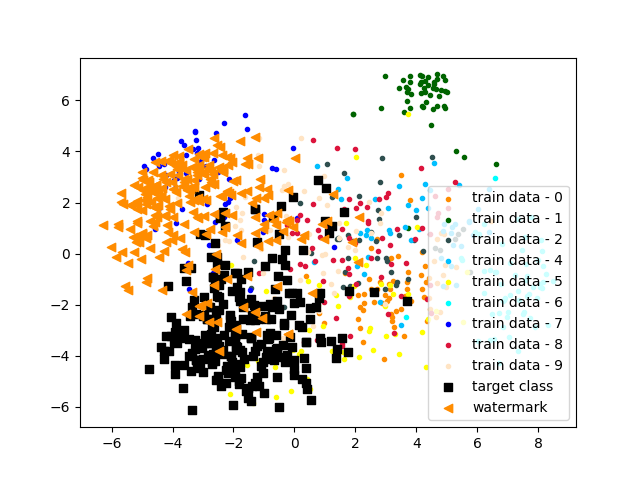 6
4
2
0
−2
−4
−6
−6
−4
−2
0
2
4
6
8
train data - 0
train data - 1
train data - 2
train data - 4
train data - 5
train data - 6
train data - 7
train data - 8
train data - 9
target class
watermark